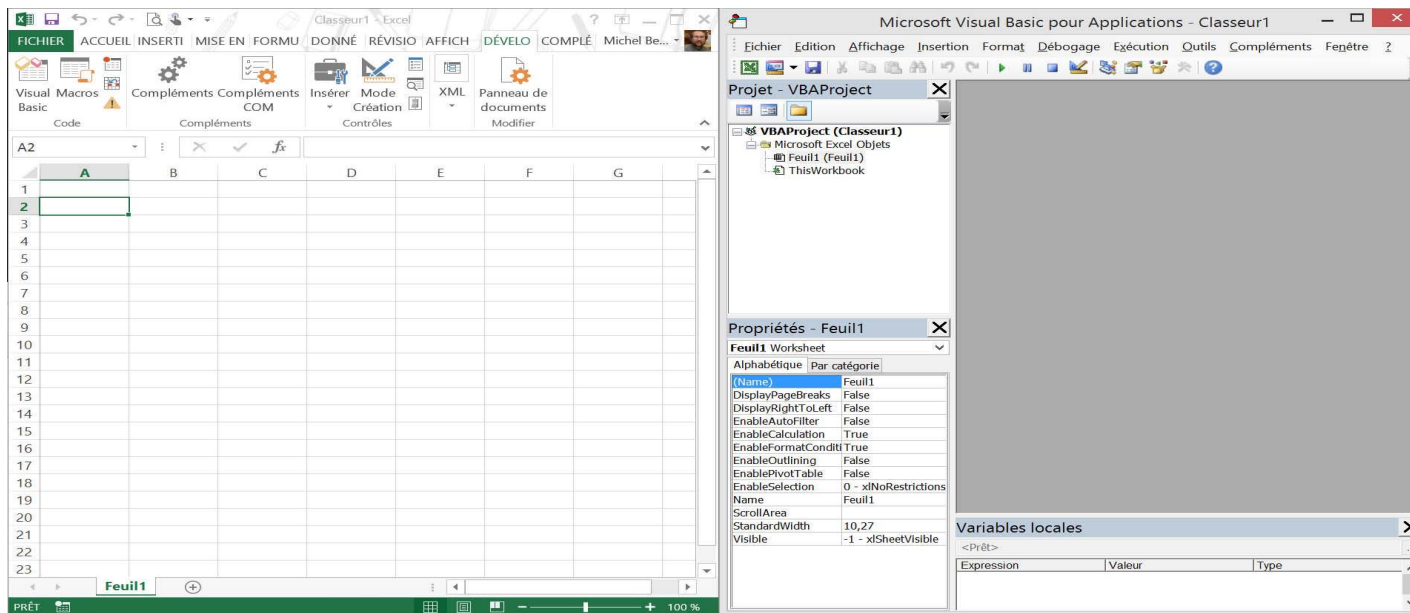 Classeur1 - Excel
FICHIER ACCUEIL INSERTI MISE EN FORMU DONNÉ RÉVISIO AFFICH DÉVELO COMPLÉ Michel Be...
Visual Basic
Macros
Compléments
Compléments COM
Insérer
Mode Création
XML
Panneau de documents
Code
Compléments
Contrôles
Modifier
A2
fx
A B C D E F G
1
2
3
4
5
6
7
8
9
10
11
12
13
14
15
16
17
18
19
20
21
22
23
Feuil1
PRÊT
100 %
Microsoft Visual Basic pour Applications - Classeur1
Fichier Edition Affichage Insertion Format Débogage Exécution Outils Compléments Fenêtre ?
Projet - VBAProject
VBAProject (Classeur1)
Microsoft Excel Objets
Feuil1 (Feuil1)
ThisWorkbook
Propriétés - Feuil1
Feuil1 Worksheet
Alphabétique Par catégorie
(Name) Feuil1
DisplayPageBreaks False
DisplayRightToLeft False
EnableAutoFilter False
EnableCalculation True
EnableFormatConditi True
EnableOutlining False
EnablePivotTable False
EnableSelection 0 - xlNoRestrictions
Name Feuil1
ScrollArea
StandardWidth 10,27
Visible -1 - xlSheetVisible
Variables locales
<Prêt>
Expression Valeur Type